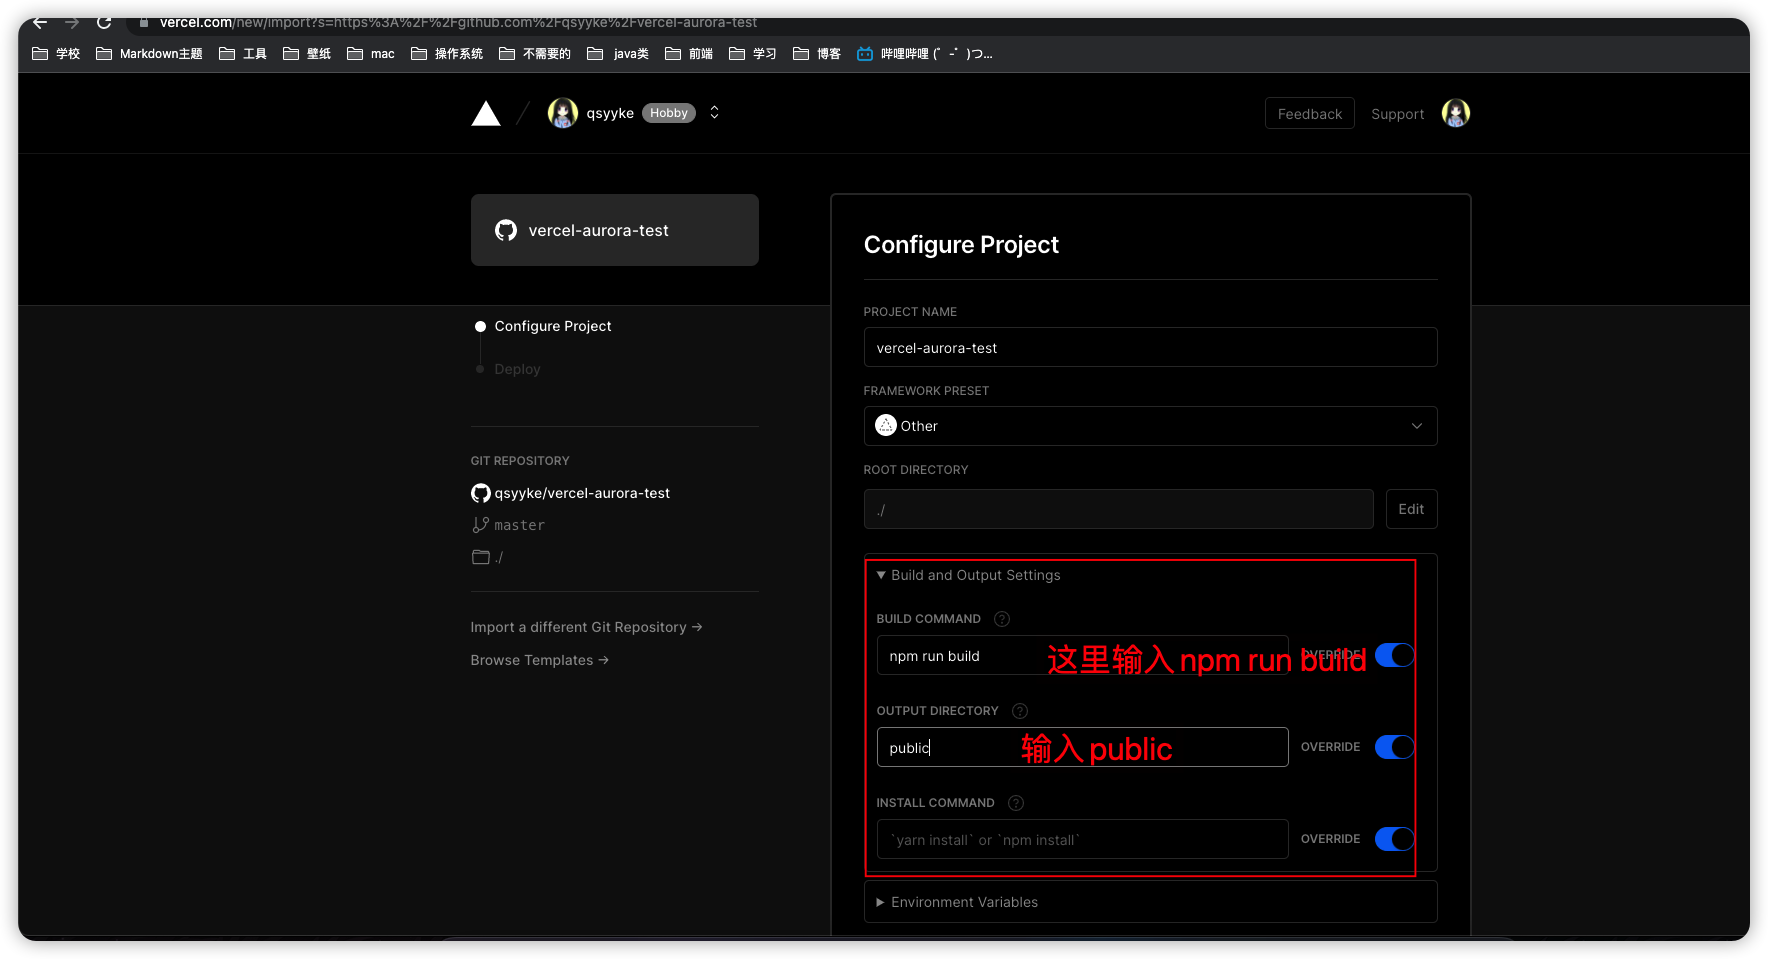 vercel.com/new/import?s=https%3A%2F%2Fgithub.com%2Fqsyyke%2Fvercel-aurora-test
学校 Markdown主题 工具 壁纸 mac 操作系统 不需要的 java类 前端 学习 博客 哔哩哔哩 (゜-゜)つ...
qsyyke Hobby
Feedback Support
vercel-aurora-test
Configure Project
Deploy
GIT REPOSITORY
qsyyke/vercel-aurora-test
master
./
Import a different Git Repository →
Browse Templates →
Configure Project
PROJECT NAME
vercel-aurora-test
FRAMEWORK PRESET
Other
ROOT DIRECTORY
./ Edit
Build and Output Settings
BUILD COMMAND ?
npm run build 这里输入 npm run build OVERRIDE
OUTPUT DIRECTORY ?
public 输入 public OVERRIDE
INSTALL COMMAND ?
`yarn install` or `npm install` OVERRIDE
Environment Variables